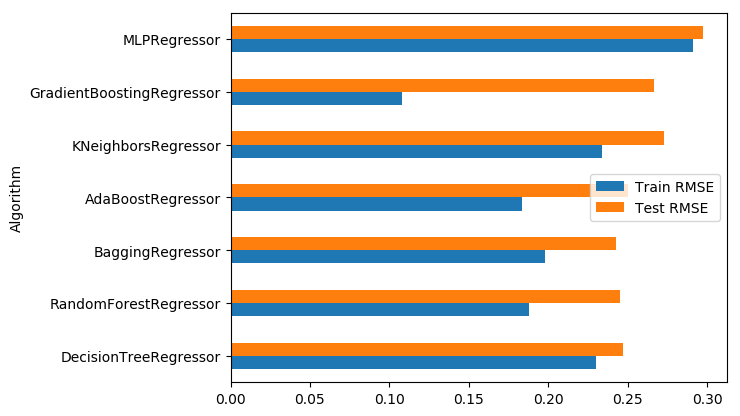 MLPRegressor
GradientBoostingRegressor
KNeighborsRegressor
AdaBoostRegressor
BaggingRegressor
RandomForestRegressor
DecisionTreeRegressor
Algorithm
Train RMSE
Test RMSE
0.00 0.05 0.10 0.15 0.20 0.25 0.30